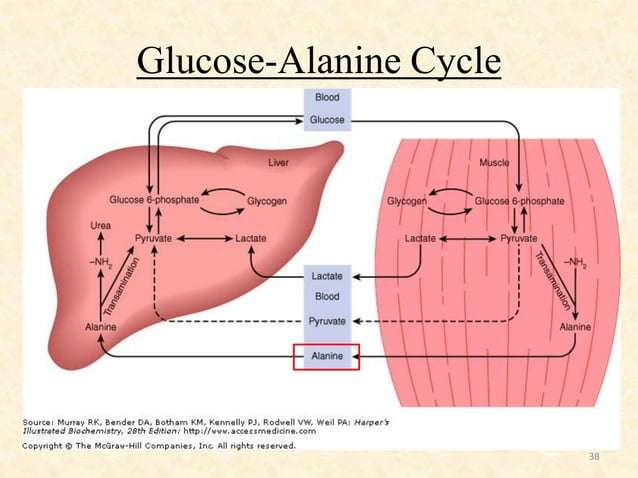 Glucose-Alanine Cycle
Blood
Glucose
Liver
Muscle
Glucose 6-phosphate
Glycogen
Glycogen
Glucose 6-phosphate
Urea
Pyruvate
Lactate
Lactate
Pyruvate
–NH2
Transamination
Lactate
Blood
Pyruvate
–NH2
Transamination
Alanine
Alanine
Alanine
Source: Murray RK, Bender DA, Botham KM, Kennelly PJ, Rodwell VW, Weil PA: Harper's
Illustrated Biochemistry, 28th Edition: http://www.accessmedicine.com
Copyright © The McGraw-Hill Companies, Inc. All rights reserved.
38